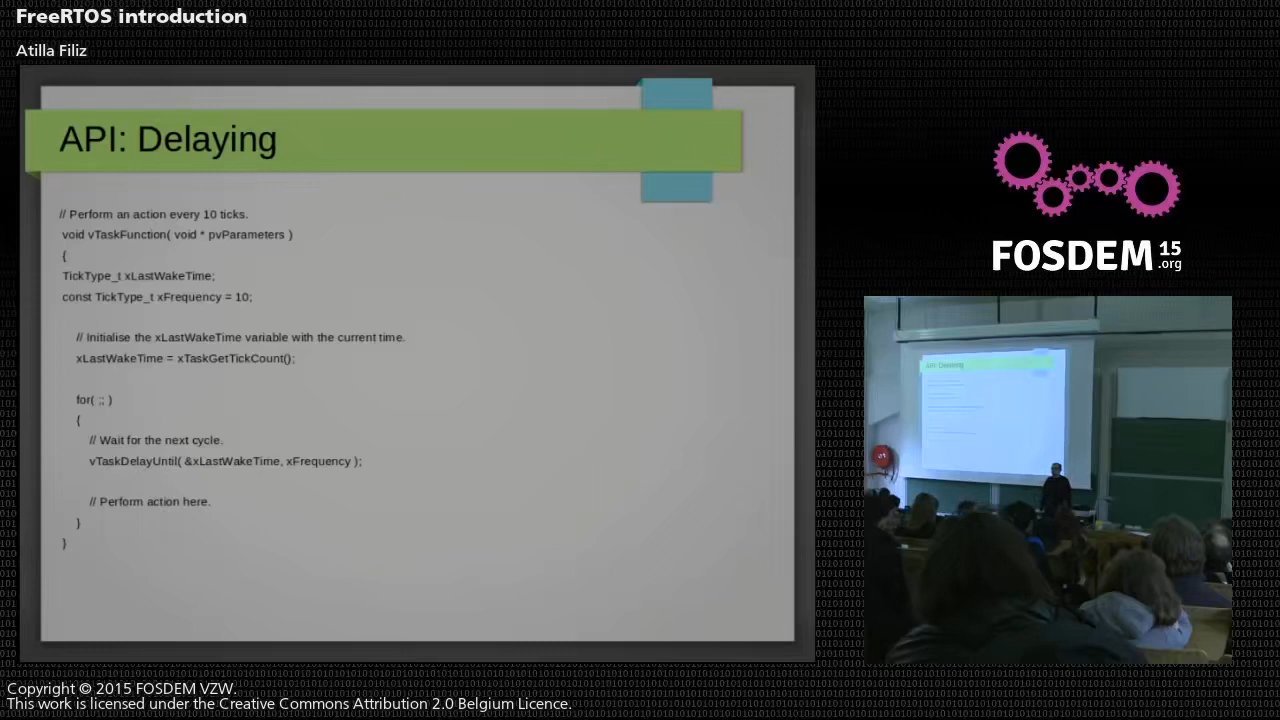 FreeRTOS introduction
Atilla Filiz
API: Delaying
// Perform an action every 10 ticks.
void vTaskFunction( void * pvParameters )
{
TickType_t xLastWakeTime;
const TickType_t xFrequency = 10;
// Initialise the xLastWakeTime variable with the current time.
xLastWakeTime = xTaskGetTickCount();
for( ;; )
{
// Wait for the next cycle.
vTaskDelayUntil( &xLastWakeTime, xFrequency );
// Perform action here.
}
}
FOSDEM 15
.org
API: Delaying
Copyright © 2015 FOSDEM VZW.
This work is licensed under the Creative Commons Attribution 2.0 Belgium Licence.